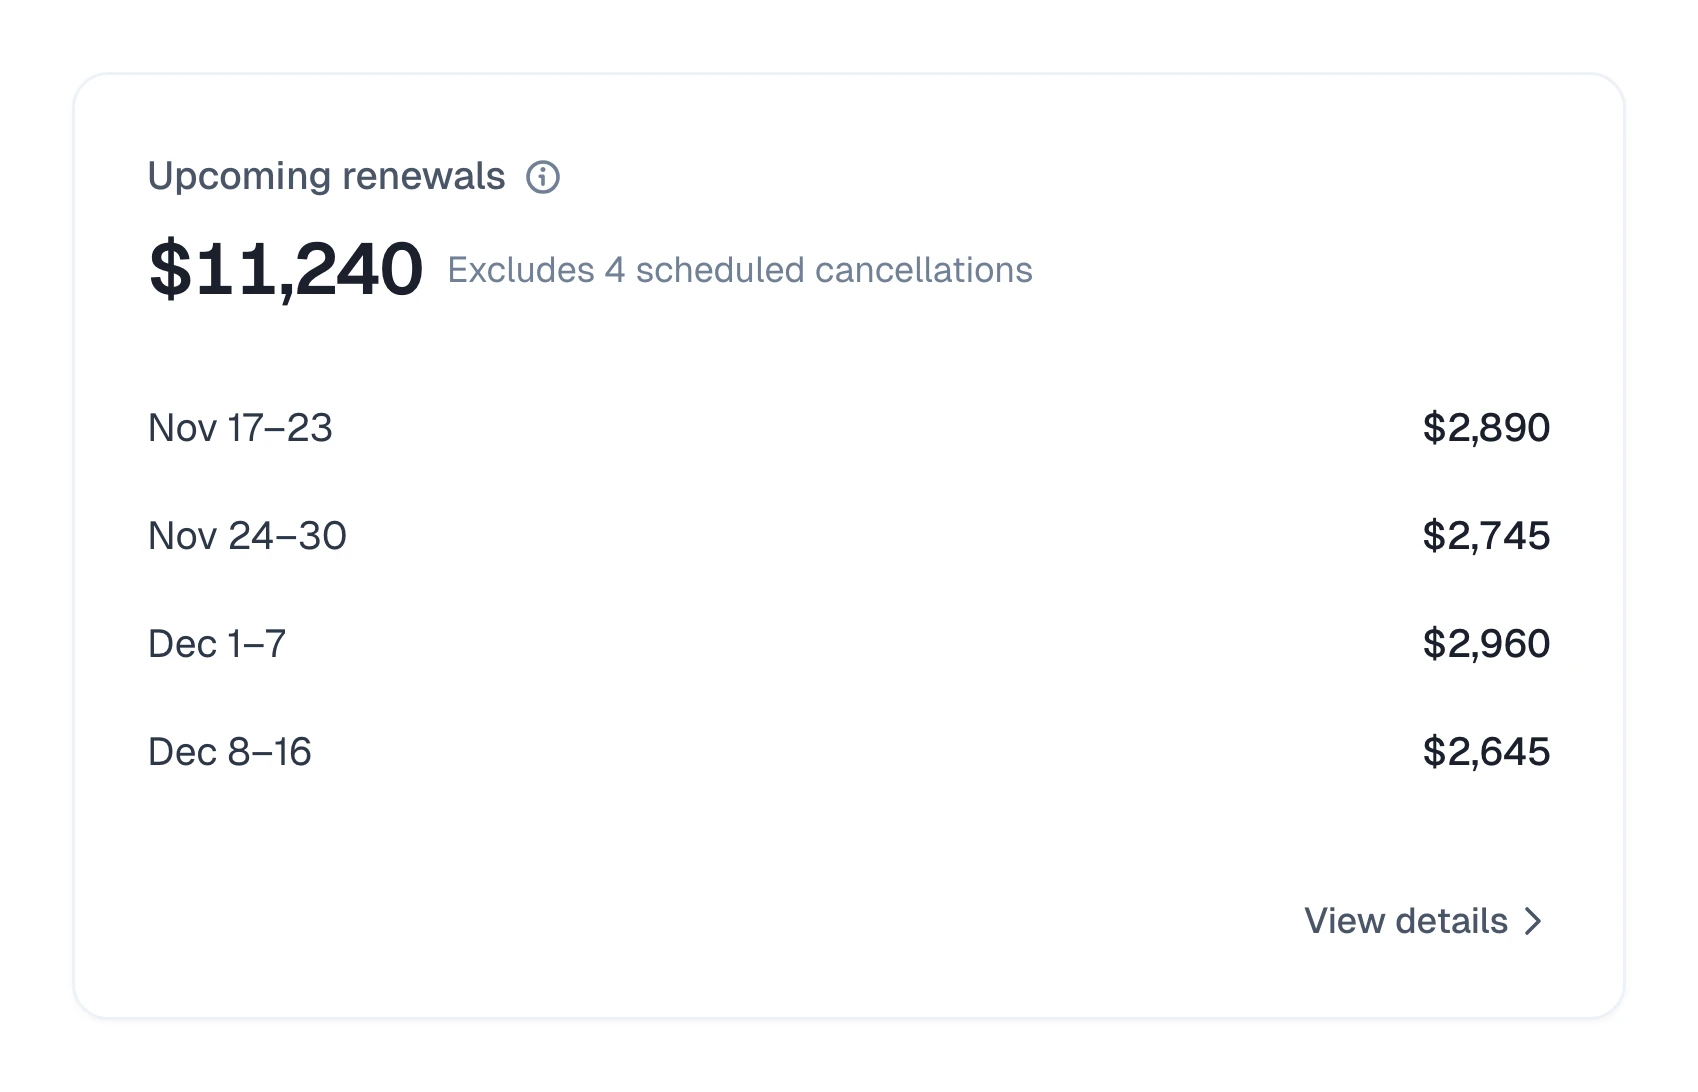 Upcoming renewals
$11,240 Excludes 4 scheduled cancellations
Nov 17–23 $2,890
Nov 24–30 $2,745
Dec 1–7 $2,960
Dec 8–16 $2,645
View details